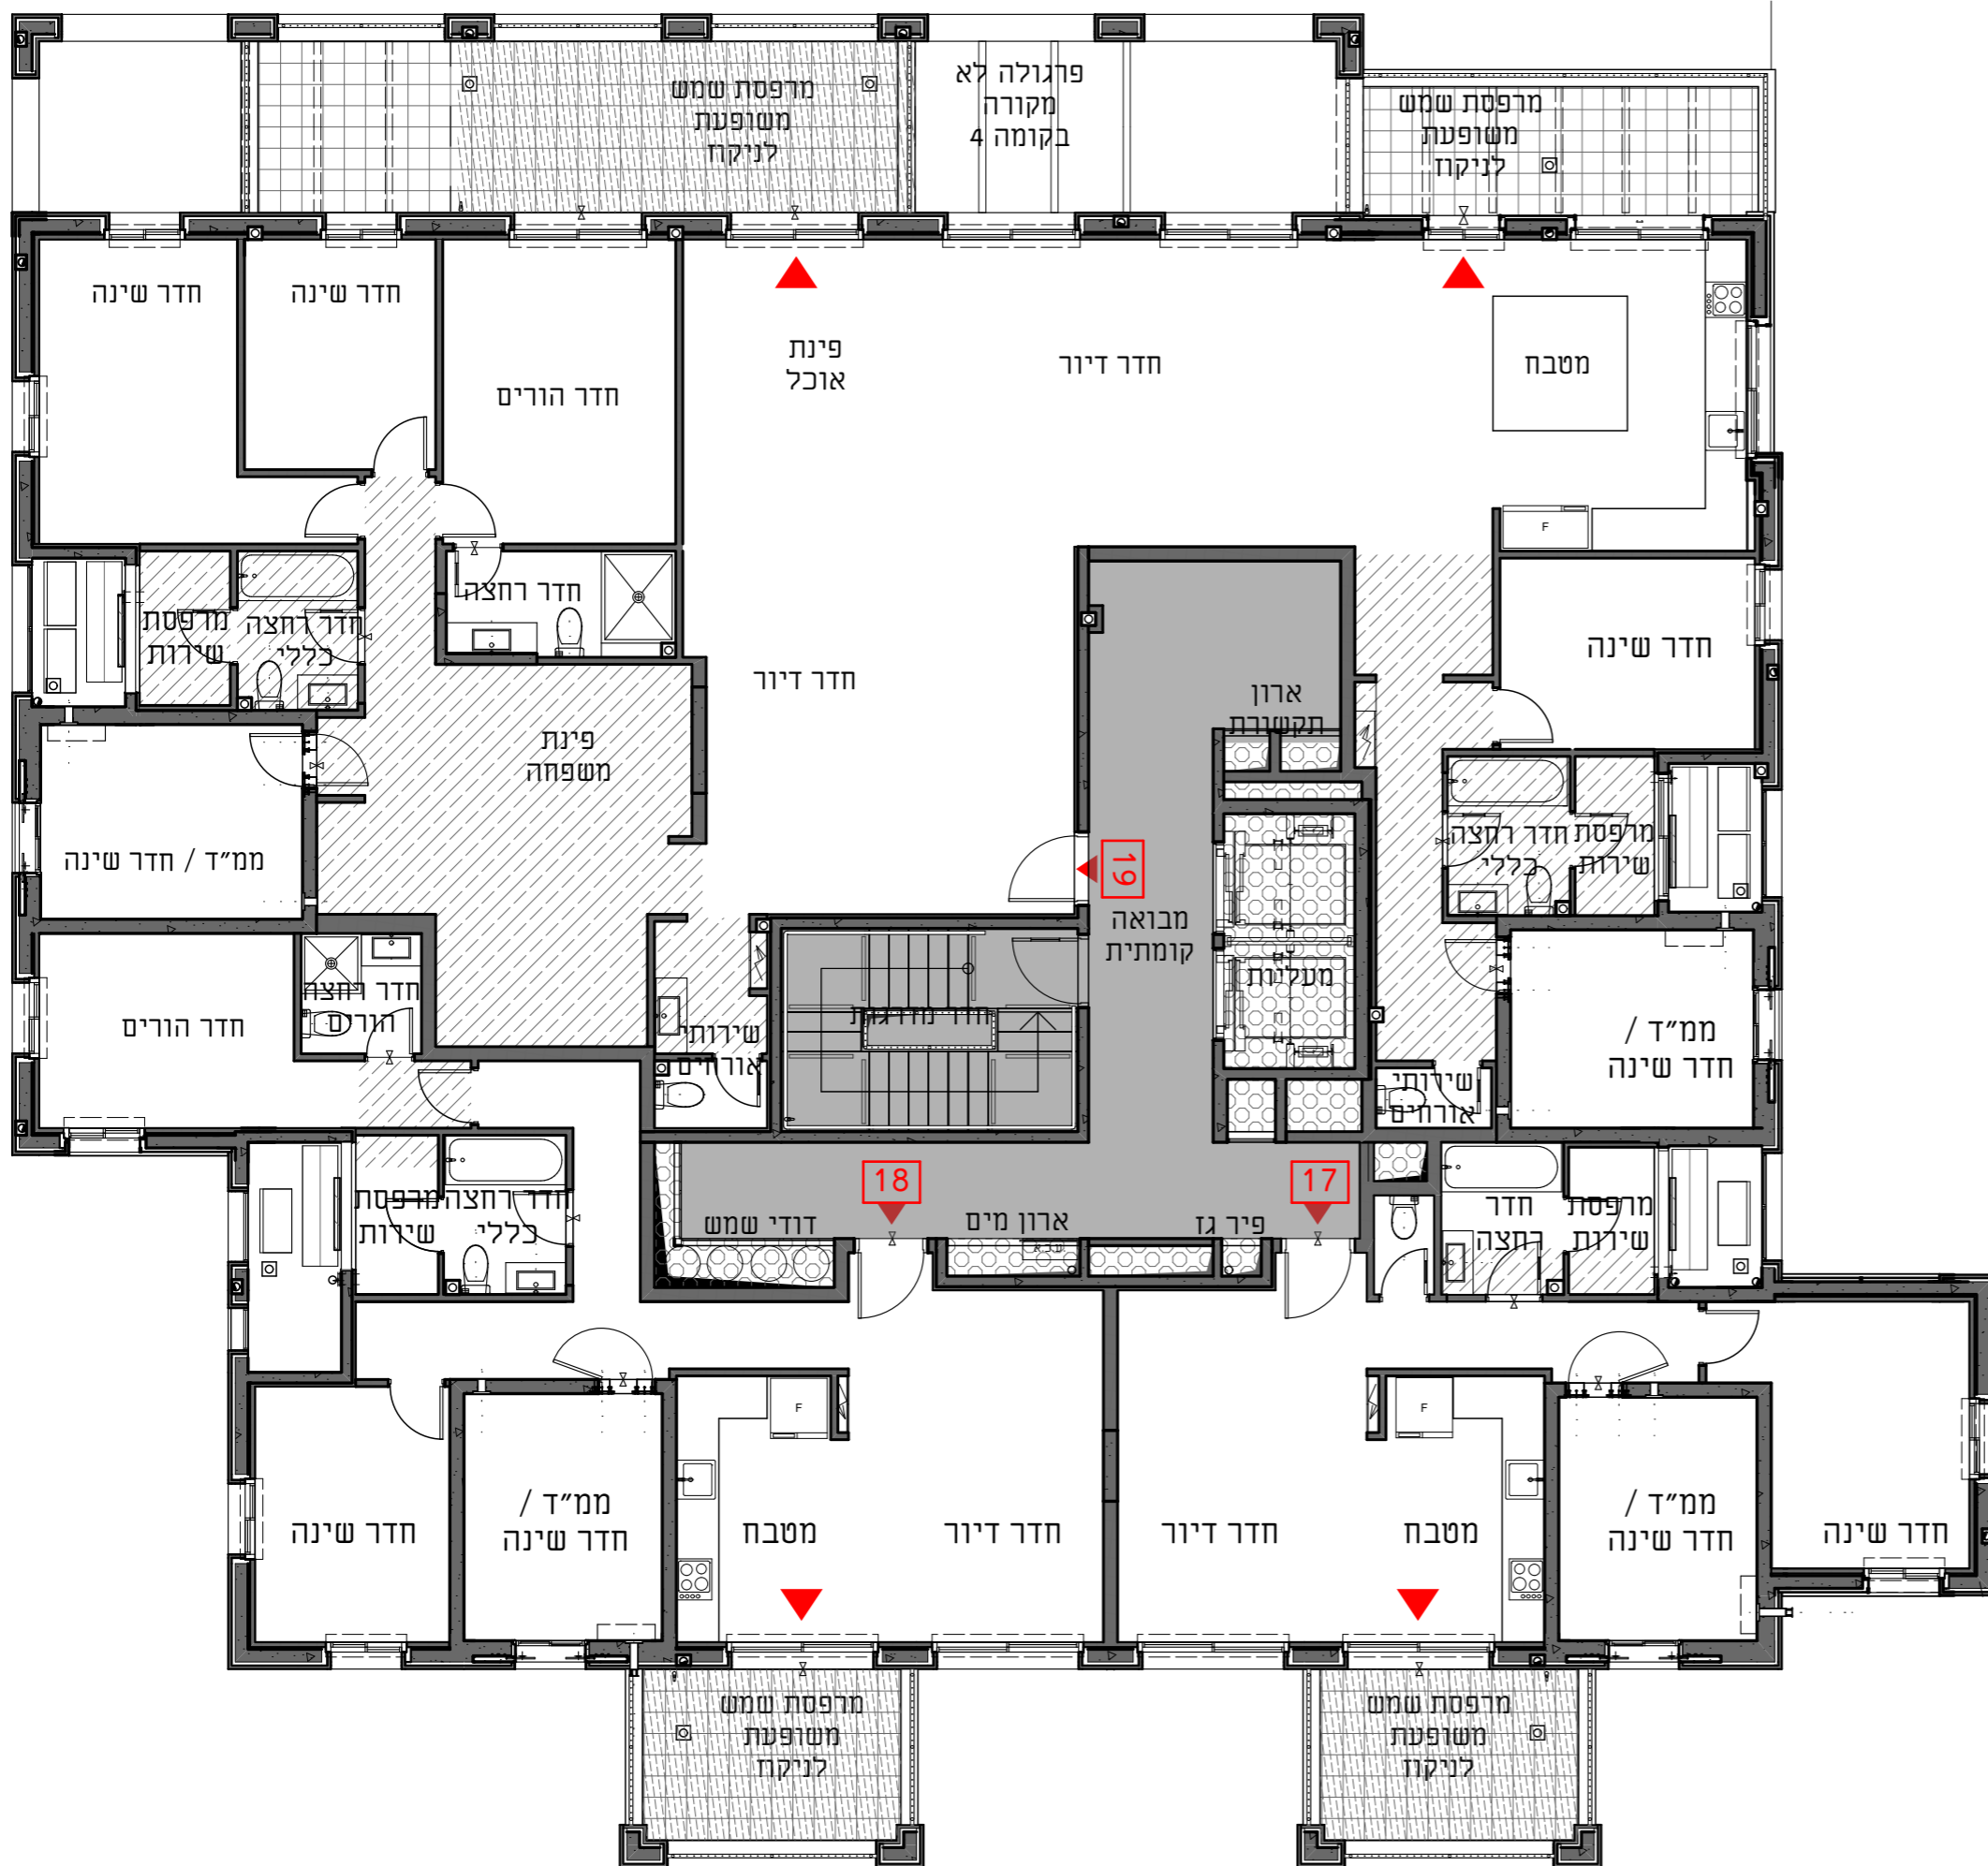 מרפסת שמש
משופעת
לניקוז
פרגולה לא
מקורה
בקומה 4
מרפסת שמש
משופעת
לניקוז
חדר שינה
חדר שינה
חדר הורים
פינת
אוכל
חדר דיור
מטבח
F
חדר רחצה
מרפסת
שירות
חדר רחצה
כללי
חדר דיור
חדר שינה
ארון
תקשורת
פינת
משפחה
ממ״ד / חדר שינה
19
מבואה
קומתית
מעליות
חדר רחצה
כללי
מרפסת
שירות
חדר הורים
חדר רחצה
הורים
שירותי
אורחים
חדר מדרגות
שירותי
אורחים
ממ״ד /
חדר שינה
מרפסת
שירות
חדר רחצה
כללי
18
17
דודי שמש
ארון מים
פיר גז
חדר
רחצה
מרפסת
שירות
F
F
חדר שינה
ממ״ד /
חדר שינה
מטבח
חדר דיור
חדר דיור
מטבח
ממ״ד /
חדר שינה
חדר שינה
מרפסת שמש
משופעת
לניקוז
מרפסת שמש
משופעת
לניקוז